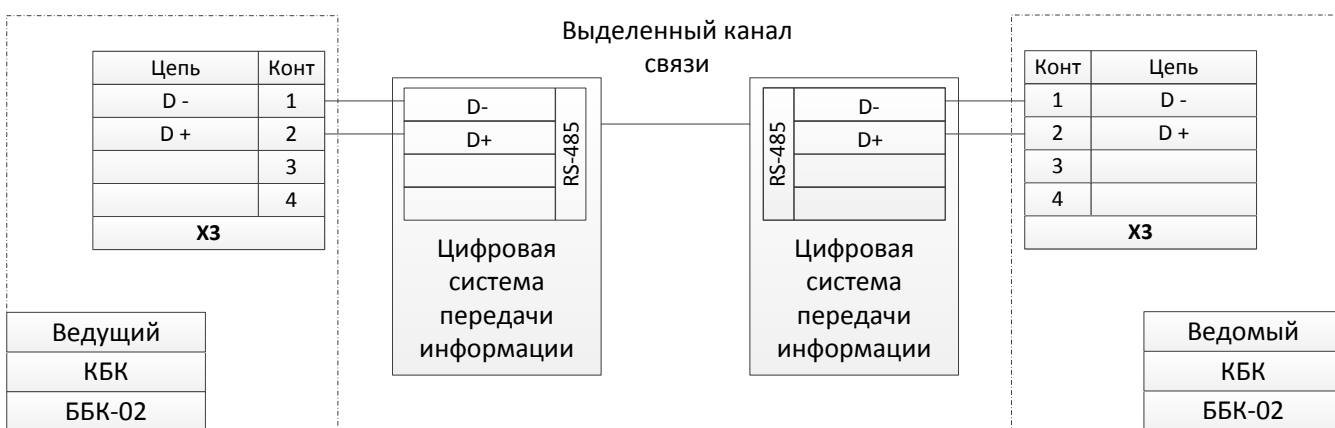 Выделенный канал
связи
Цепь Конт
D - 1
D + 2
3
4
X3
D-
D+
RS-485
Цифровая
система
передачи
информации
RS-485
D-
D+
Цифровая
система
передачи
информации
Конт Цепь
1 D -
2 D +
3
4
X3
Ведущий
КБК
ББК-02
Ведомый
КБК
ББК-02